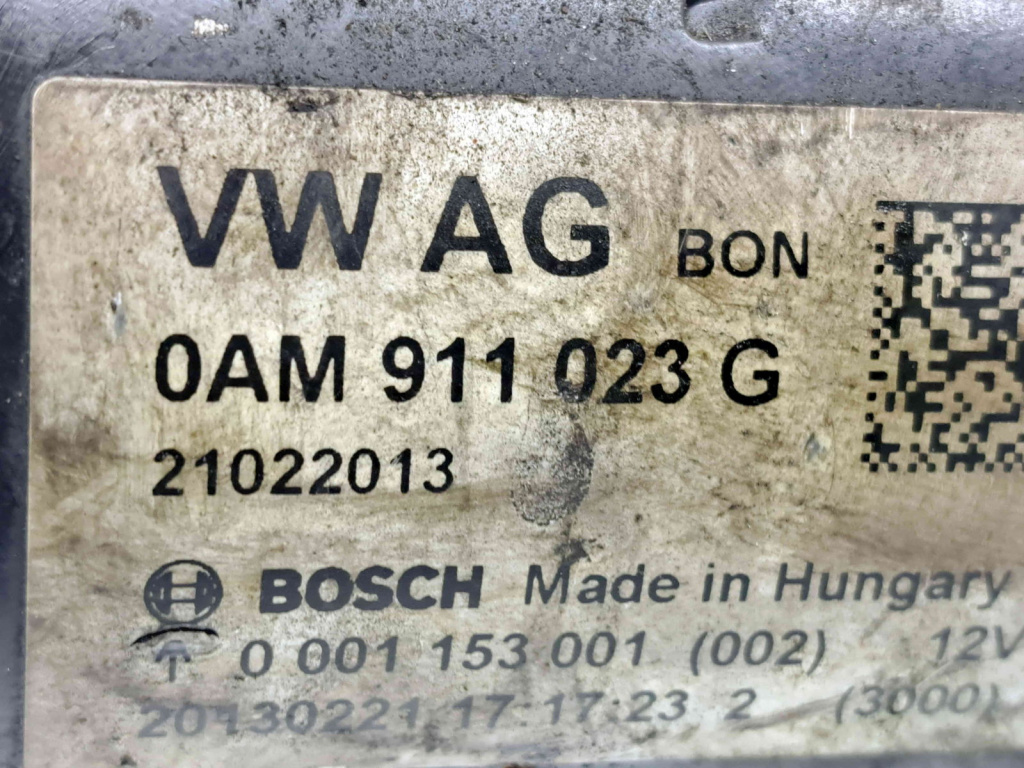 VW AG BON
0AM 911 023 G
21022013
BOSCH Made in Hungary
0 001 153 001 (002) 12V
20130221 17:17:23 2 (3000)